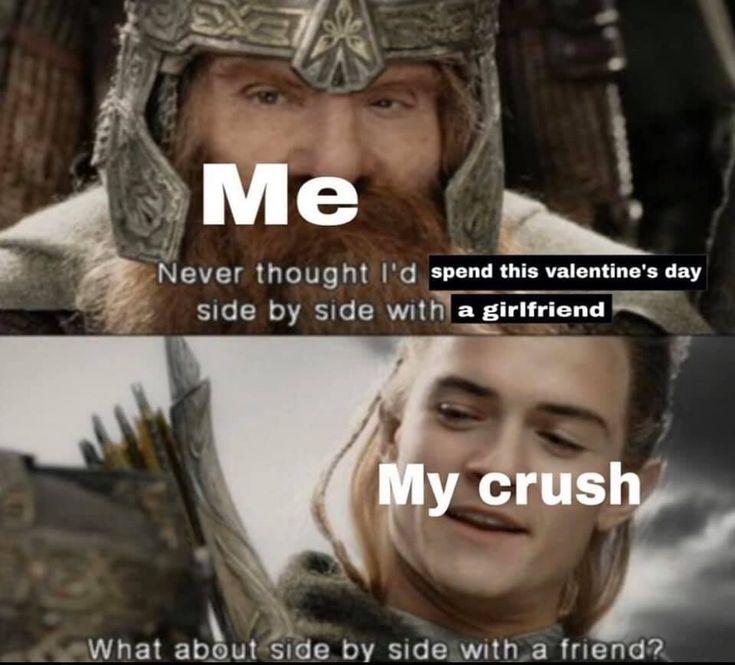 Me
Never thought I'd spend this valentine's day
side by side with a girlfriend
My crush
What about side by side with a friend?